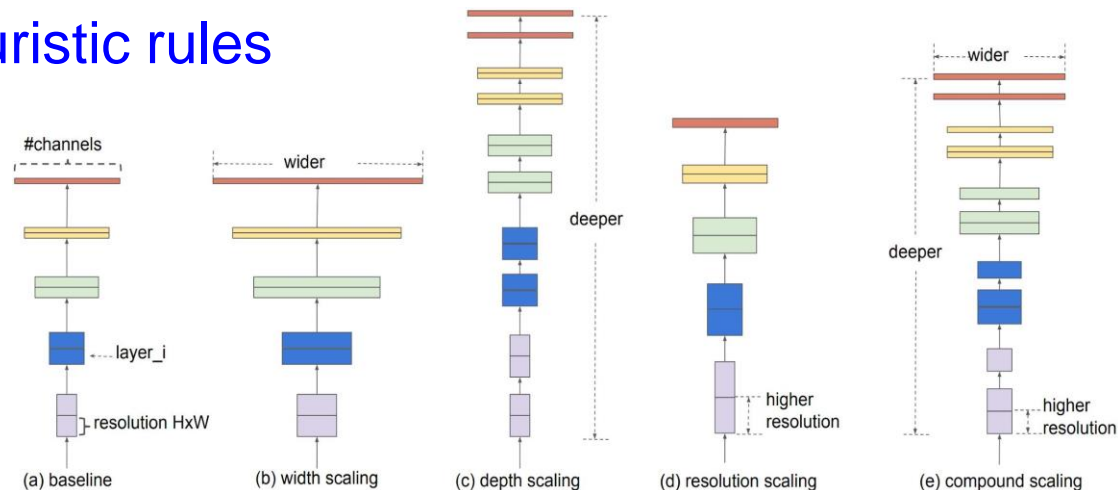 uristic rules
#channels
wider
deeper
wider
deeper
layer_i
resolution HxW
higher
resolution
higher
resolution
(a) baseline
(b) width scaling
(c) depth scaling
(d) resolution scaling
(e) compound scaling